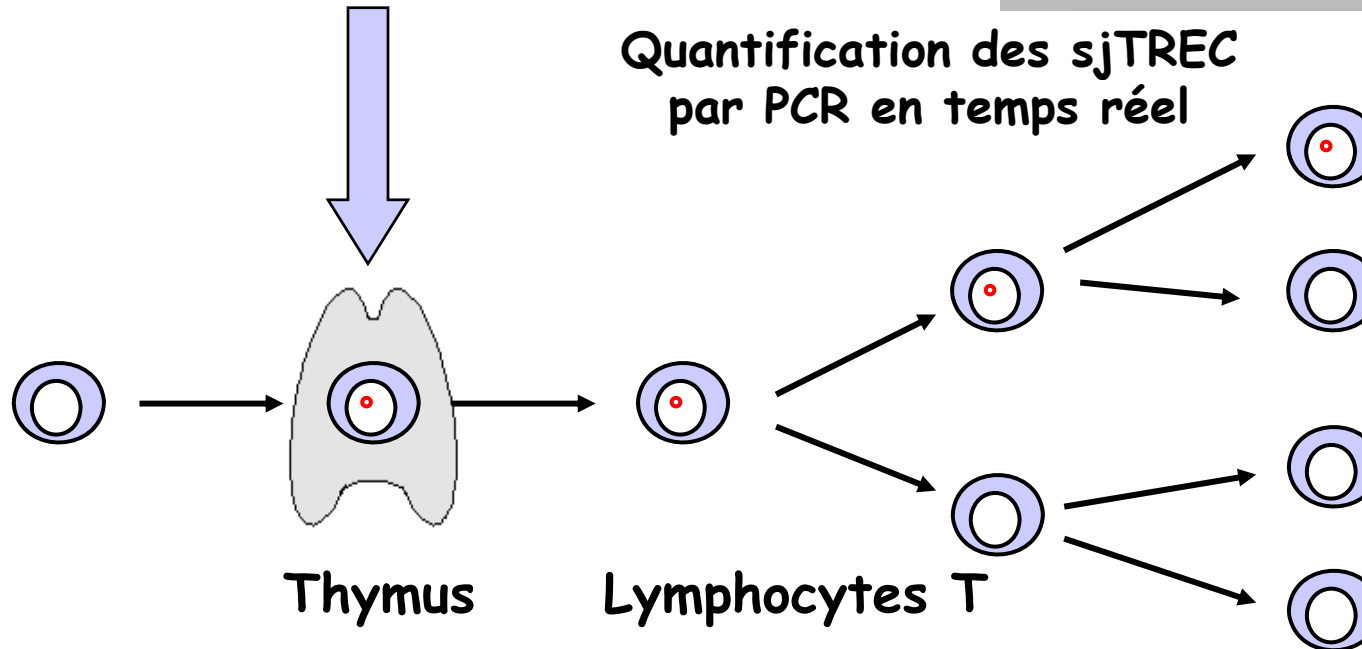 Quantification des sjTREC
par PCR en temps réel
Thymus
Lymphocytes T